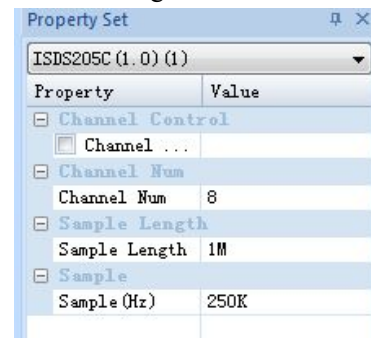 Property Set
ISDS205C(1.0)(1)
Property Value
Channel Control
Channel ...
Channel Num
Channel Num 8
Sample Length
Sample Length 1M
Sample
Sample(Hz) 250K